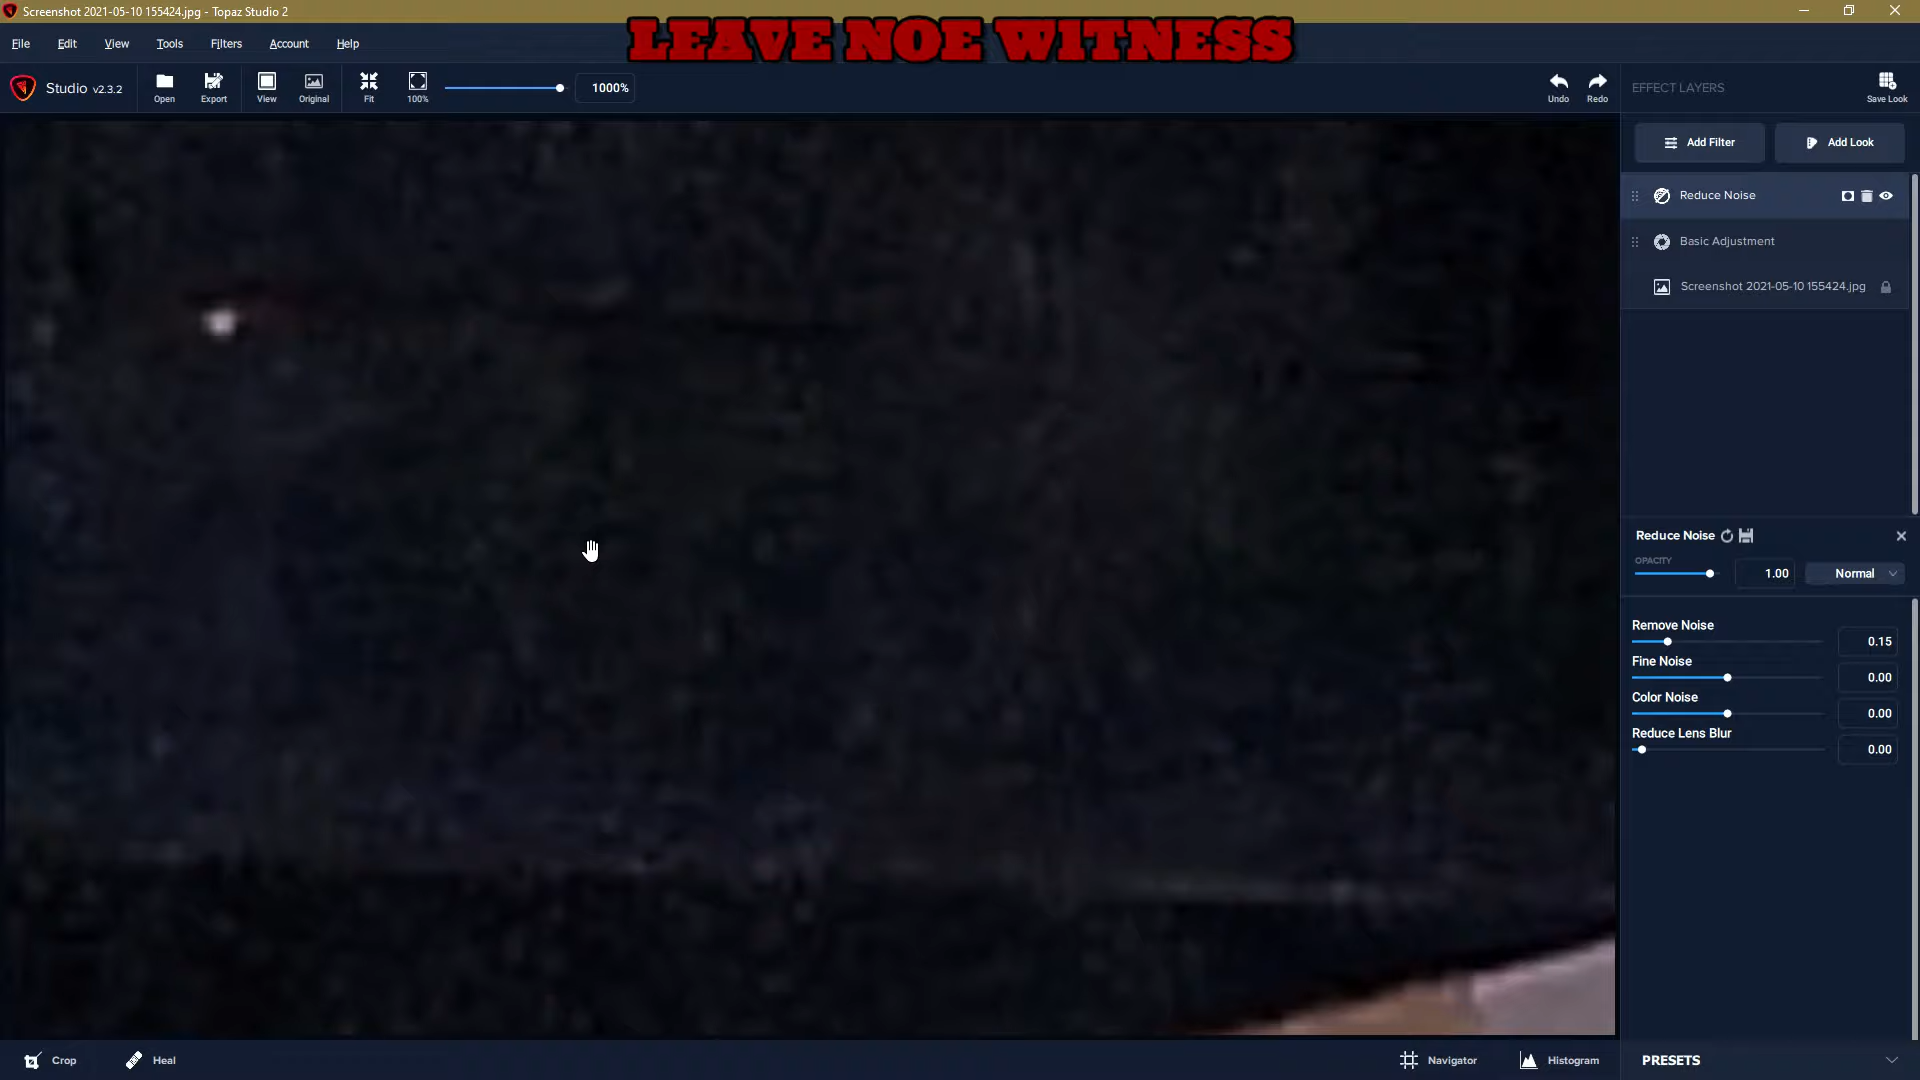 Screenshot 2021-05-10 155424.jpg - Topaz Studio 2
LEAVE NOE WITNESS
File Edit View Tools Filters Account Help
Studio v2.3.2
Open Export View Original Fit 100% 1000% Undo Redo
EFFECT LAYERS
Save Look
Add Filter Add Look
Reduce Noise
Basic Adjustment
Screenshot 2021-05-10 155424.jpg
Reduce Noise
OPACITY
1.00 Normal
Remove Noise
0.15
Fine Noise
0.00
Color Noise
0.00
Reduce Lens Blur
0.00
Crop Heal Navigator Histogram PRESETS